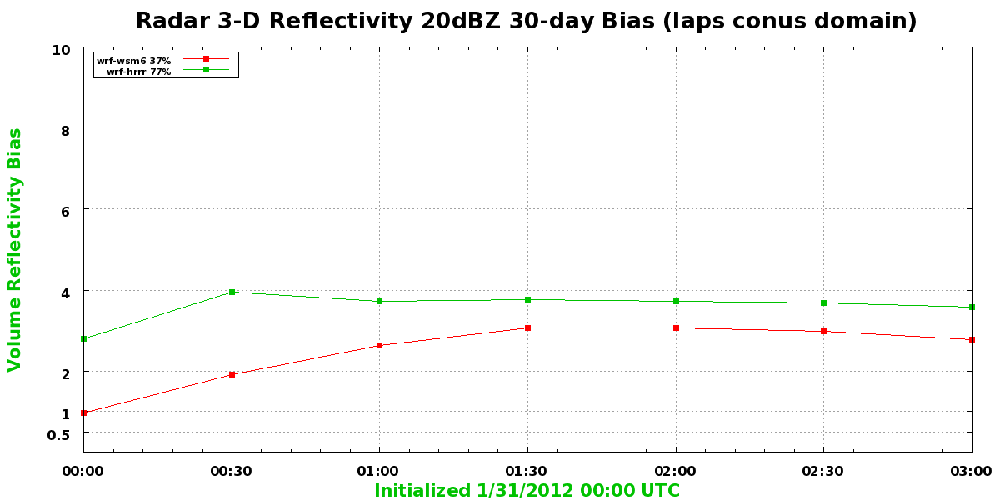 Radar 3-D Reflectivity 20dBZ 30-day Bias (laps conus domain)
10
wrf-wsm6 37%
wrf-hrrr 77%
8
6
4
2
1
0.5
Volume Reflectivity Bias
00:00 00:30 01:00 01:30 02:00 02:30 03:00
Initialized 1/31/2012 00:00 UTC